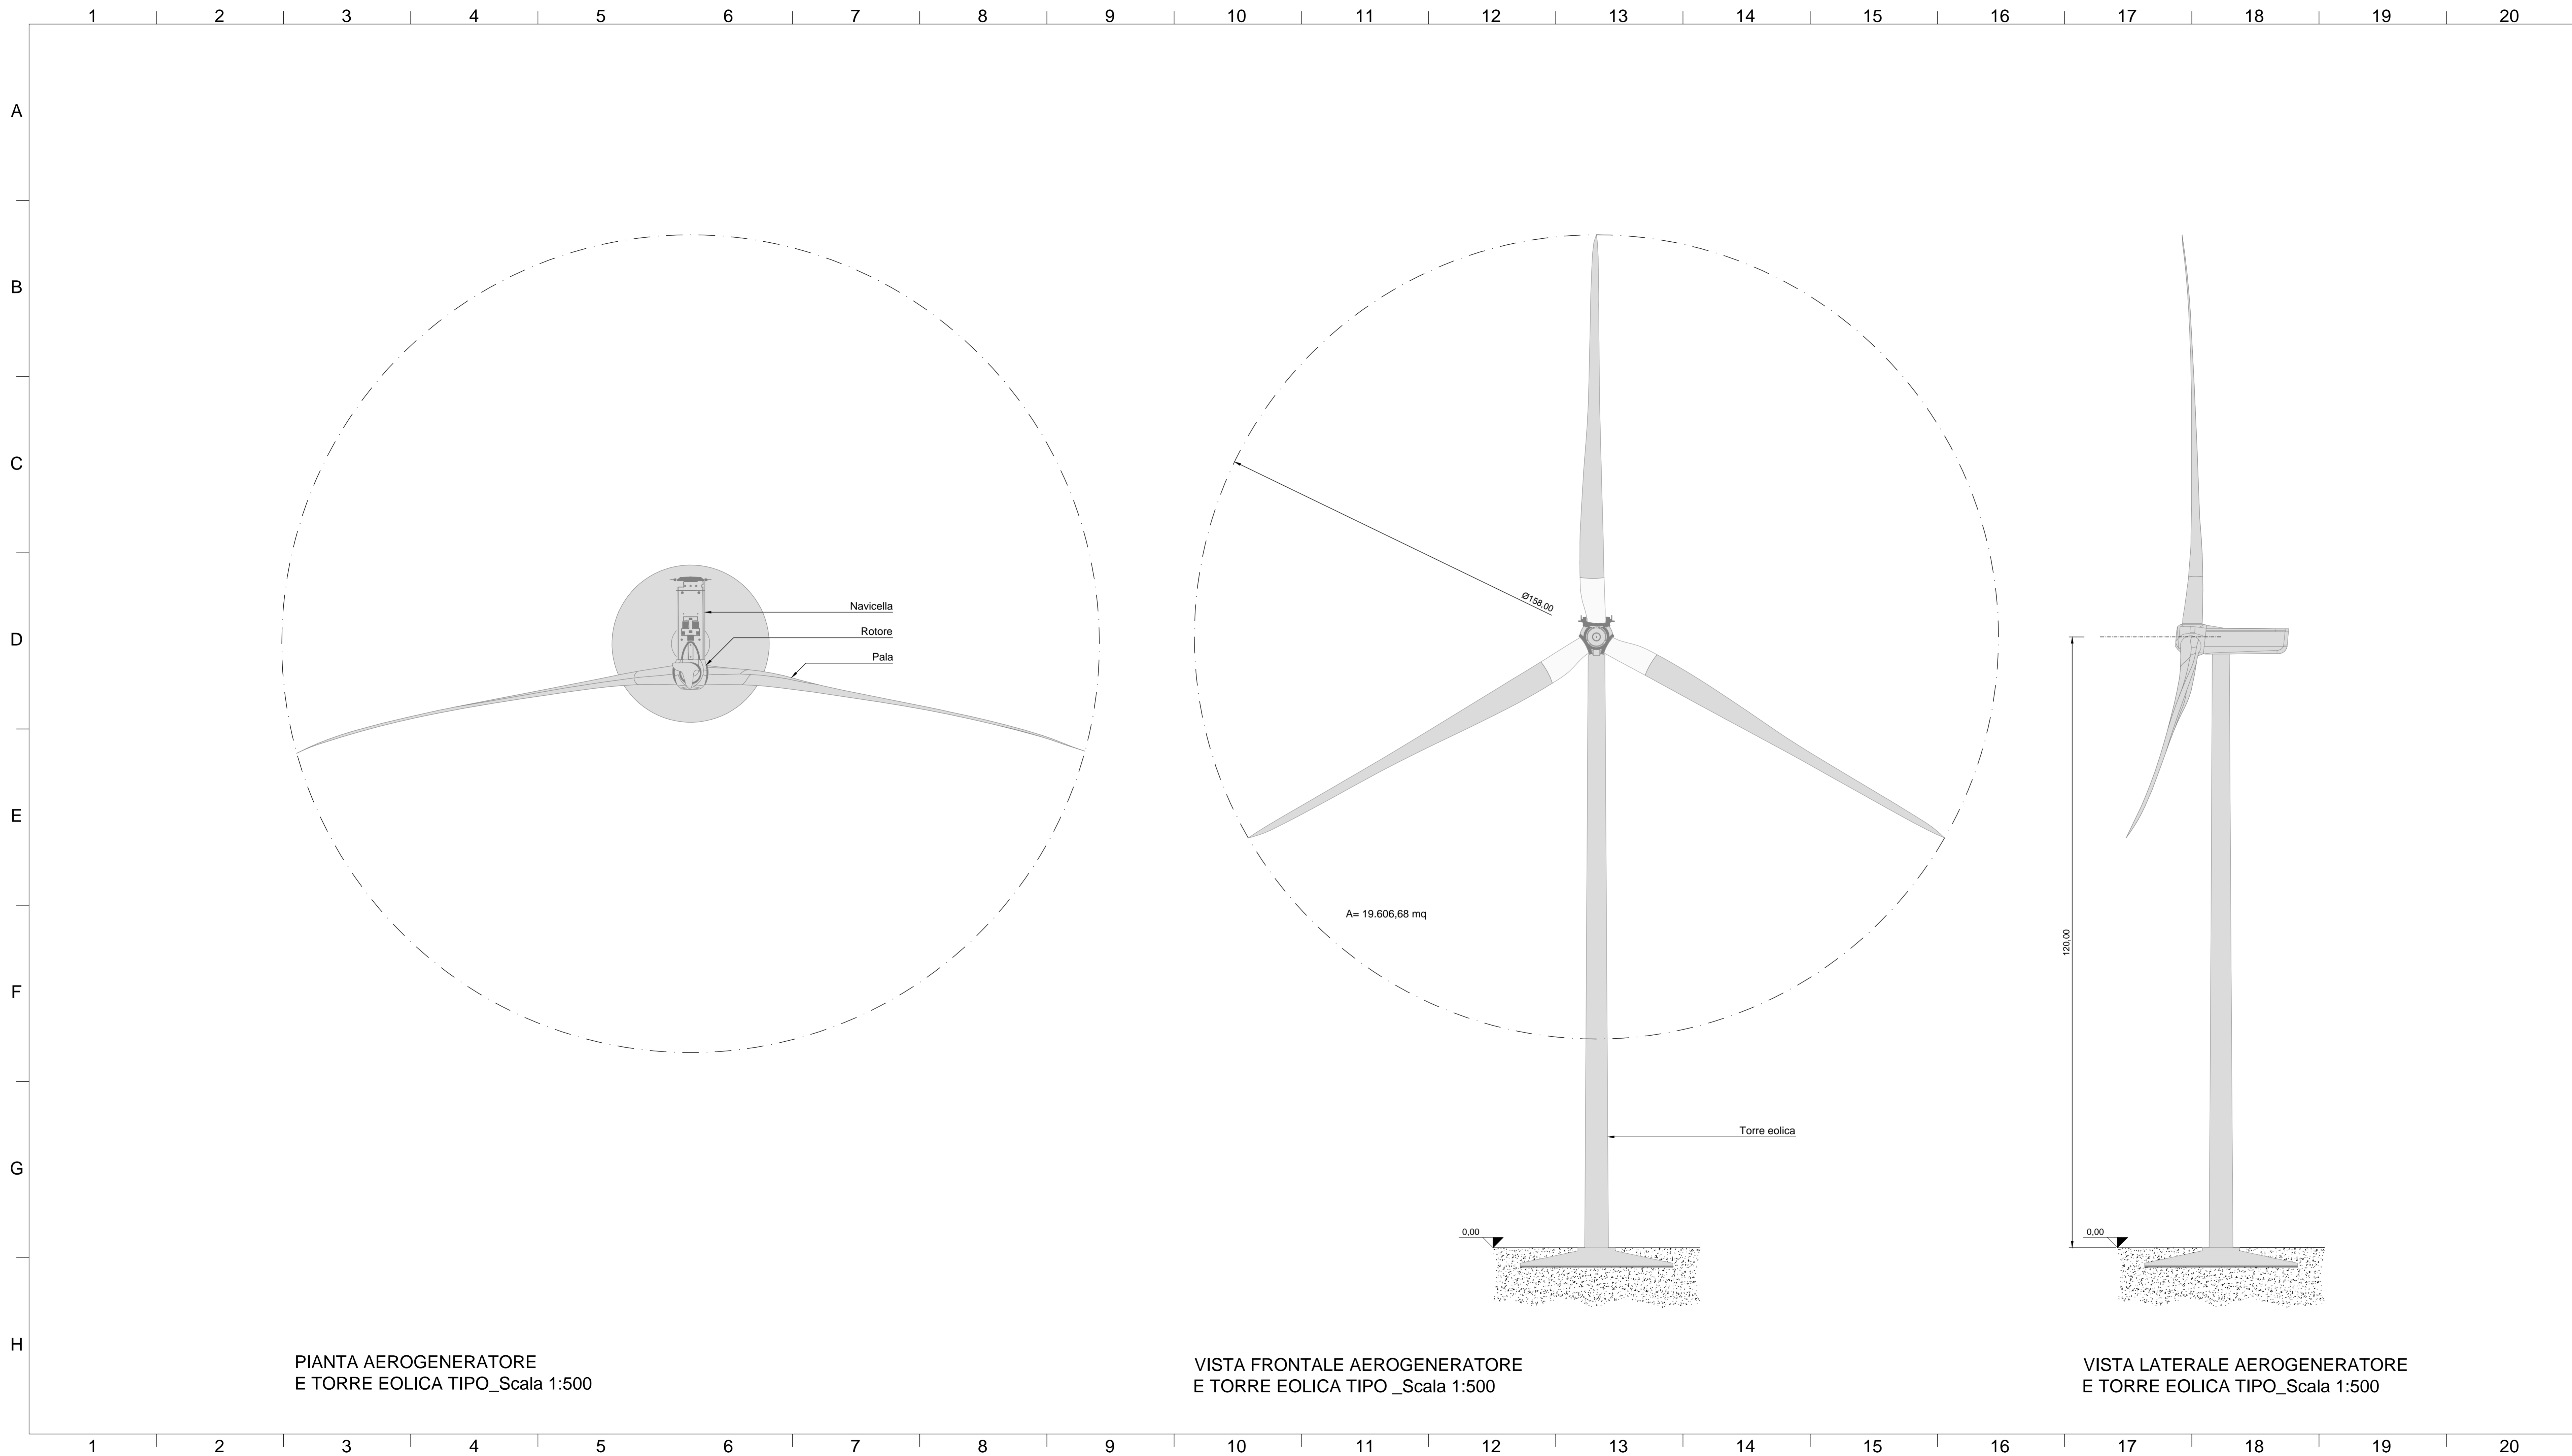 1 2 3 4 5 6 7 8 9 10 11 12 13 14 15 16 17 18 19 20
A
B
C
D
E
F
G
H
Navicella
Rotore
Pala
Ø158.00
A= 19.606,68 mq
Torre eolica
0,00
120,00
0,00
PIANTA AEROGENERATORE
E TORRE EOLICA TIPO_Scala 1:500
VISTA FRONTALE AEROGENERATORE
E TORRE EOLICA TIPO _Scala 1:500
VISTA LATERALE AEROGENERATORE
E TORRE EOLICA TIPO_Scala 1:500
1 2 3 4 5 6 7 8 9 10 11 12 13 14 15 16 17 18 19 20